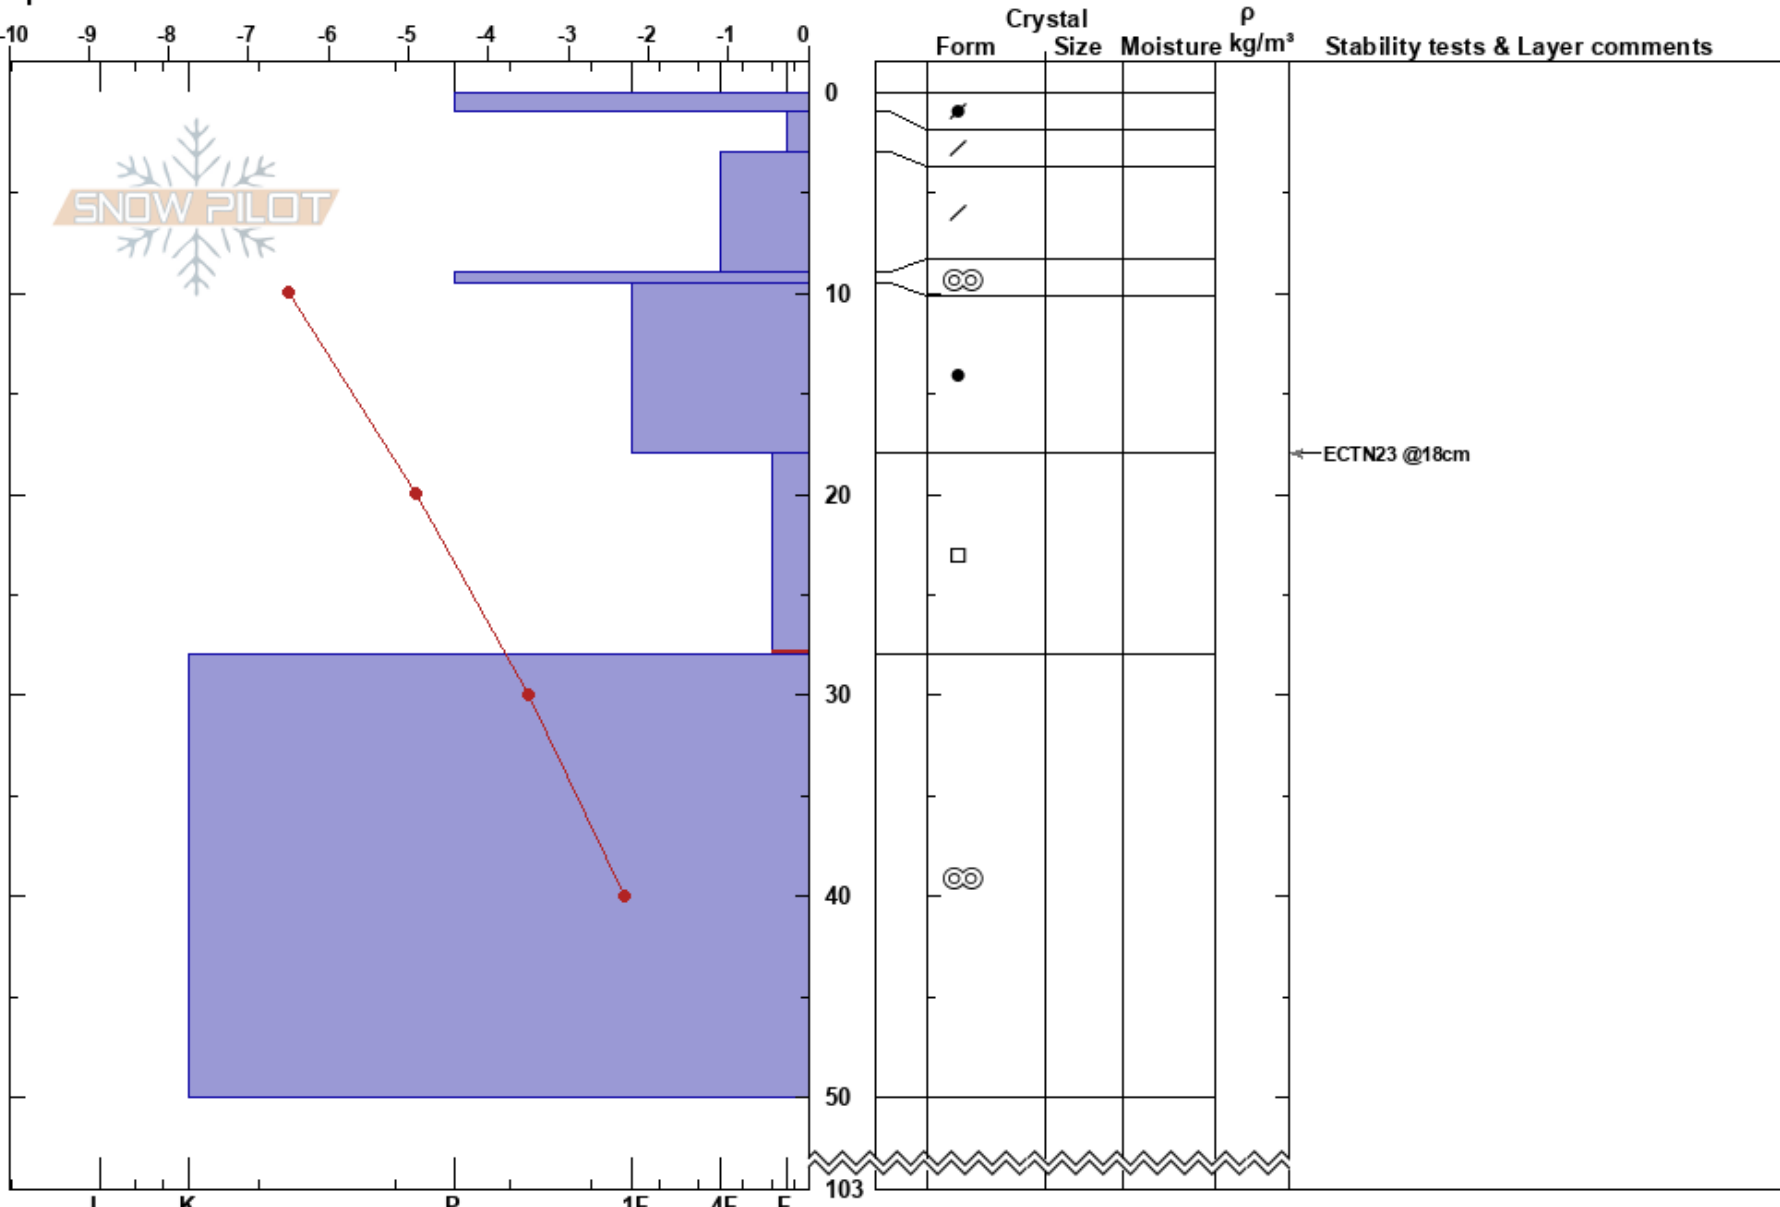 -10 -9 -8 -7 -6 -5 -4 -3 -2 -1 0
Crystal
ρ
Form Size Moisture kg/m³ Stability tests & Layer comments
0
SNOW PILOT
10
ECTN23 @18cm
20
30
40
50
103
I K P 1F 4F F